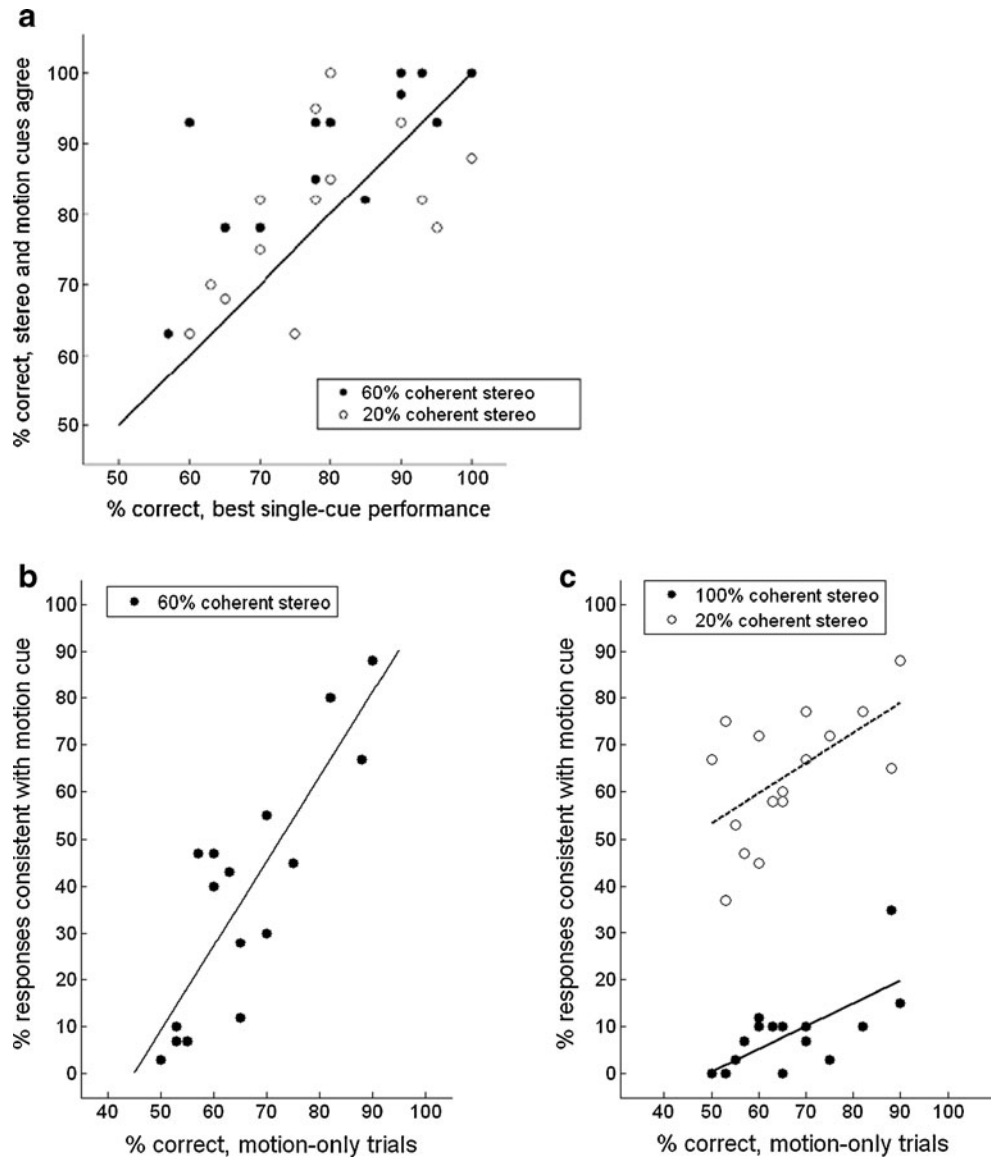 a
% correct, stereo and motion cues agree
100
90
80
70
60
50
60% coherent stereo
20% coherent stereo
50 60 70 80 90 100
% correct, best single-cue performance
b
% responses consistent with motion cue
60% coherent stereo
100
90
80
70
60
50
40
30
20
10
0
40 50 60 70 80 90 100
% correct, motion-only trials
c
% responses consistent with motion cue
100% coherent stereo
20% coherent stereo
100
90
80
70
60
50
40
30
20
10
0
40 50 60 70 80 90 100
% correct, motion-only trials